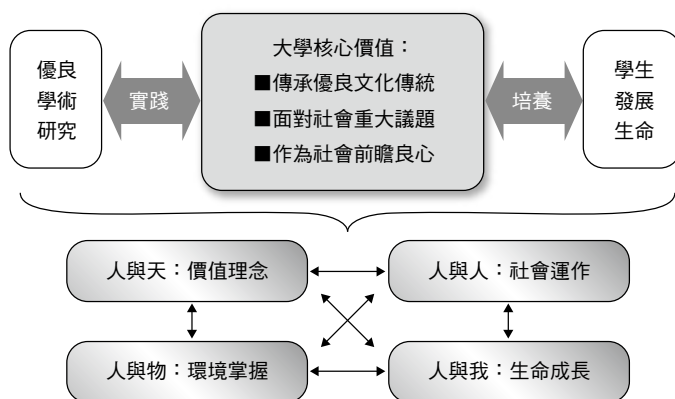 優良
學術
研究
實踐
大學核心價值：
■傳承優良文化傳統
■面對社會重大議題
■作為社會前瞻良心
培養
學生
發展
生命
人與天：價值理念
人與人：社會運作
人與物：環境掌握
人與我：生命成長